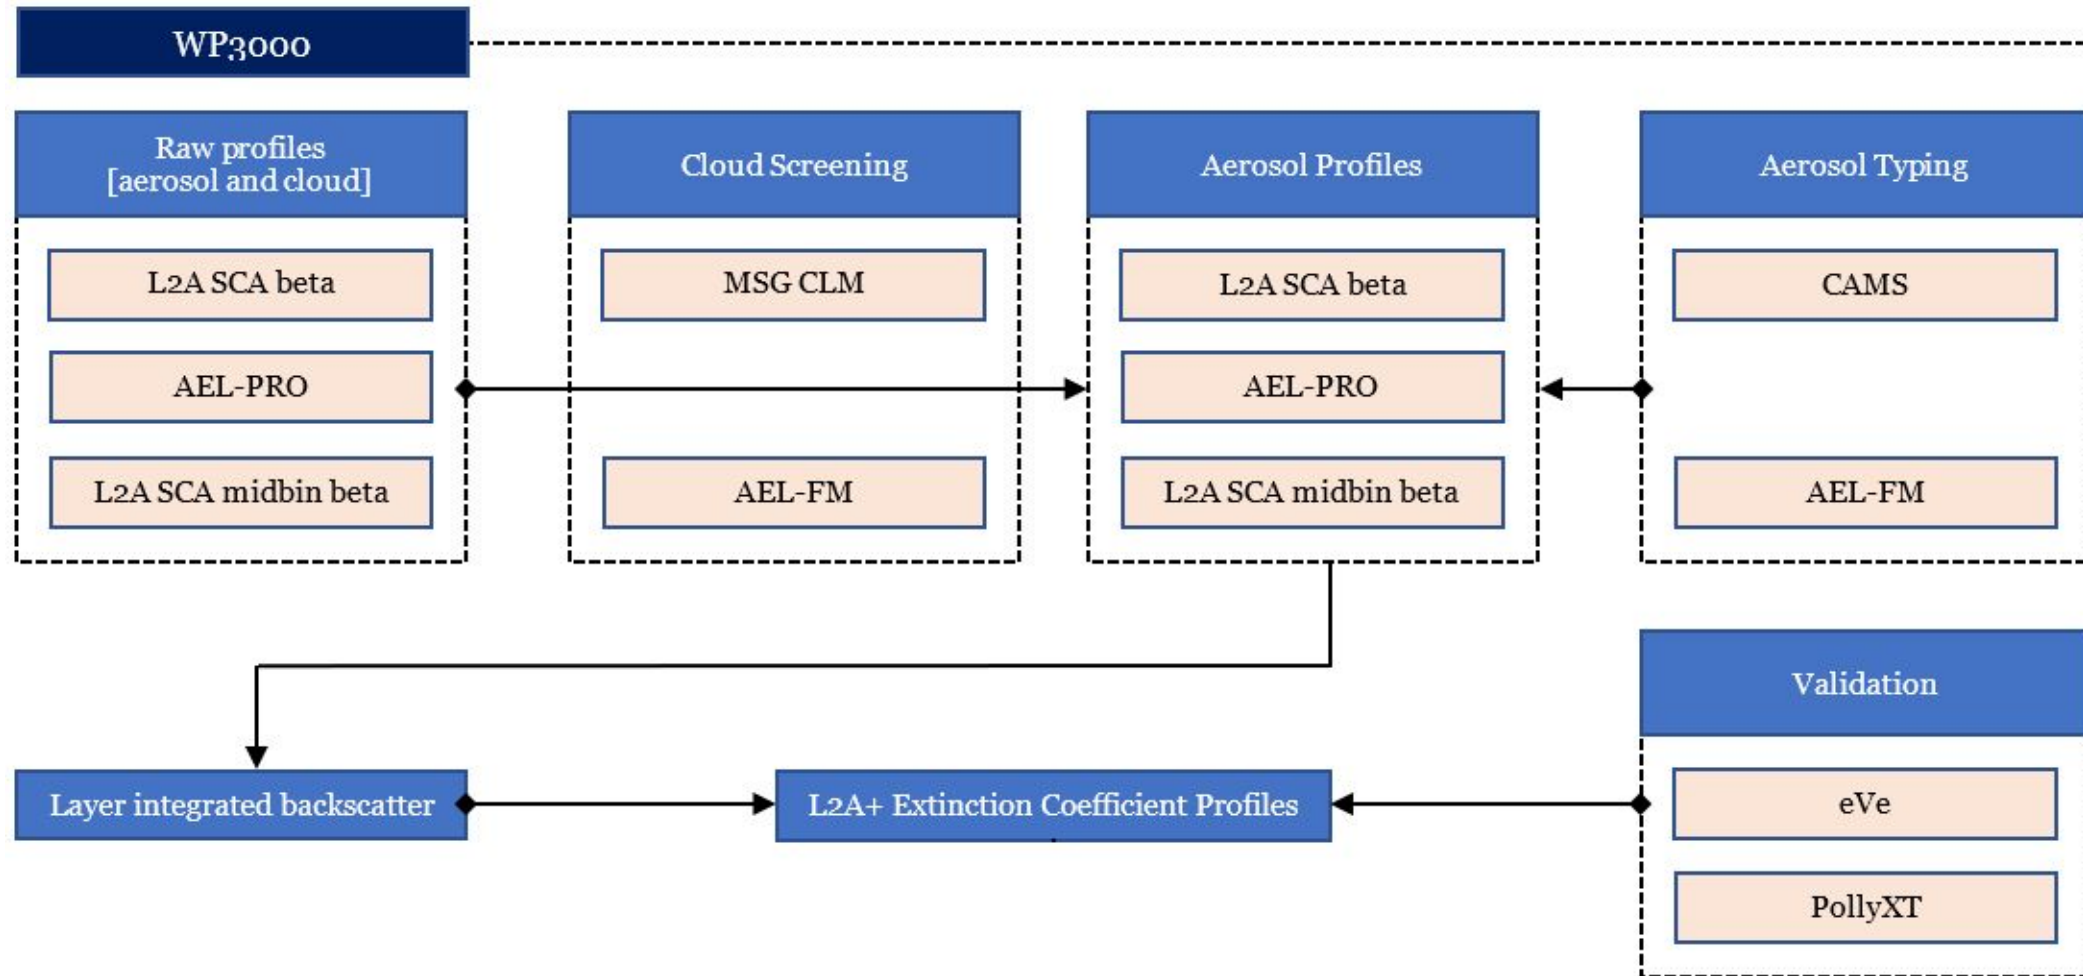 WP3000
Raw profiles
[aerosol and cloud]
L2A SCA beta
AEL-PRO
L2A SCA midbin beta
Cloud Screening
MSG CLM
AEL-FM
Aerosol Profiles
L2A SCA beta
AEL-PRO
L2A SCA midbin beta
Aerosol Typing
CAMS
AEL-FM
Layer integrated backscatter
L2A+ Extinction Coefficient Profiles
Validation
eVe
PollyXT